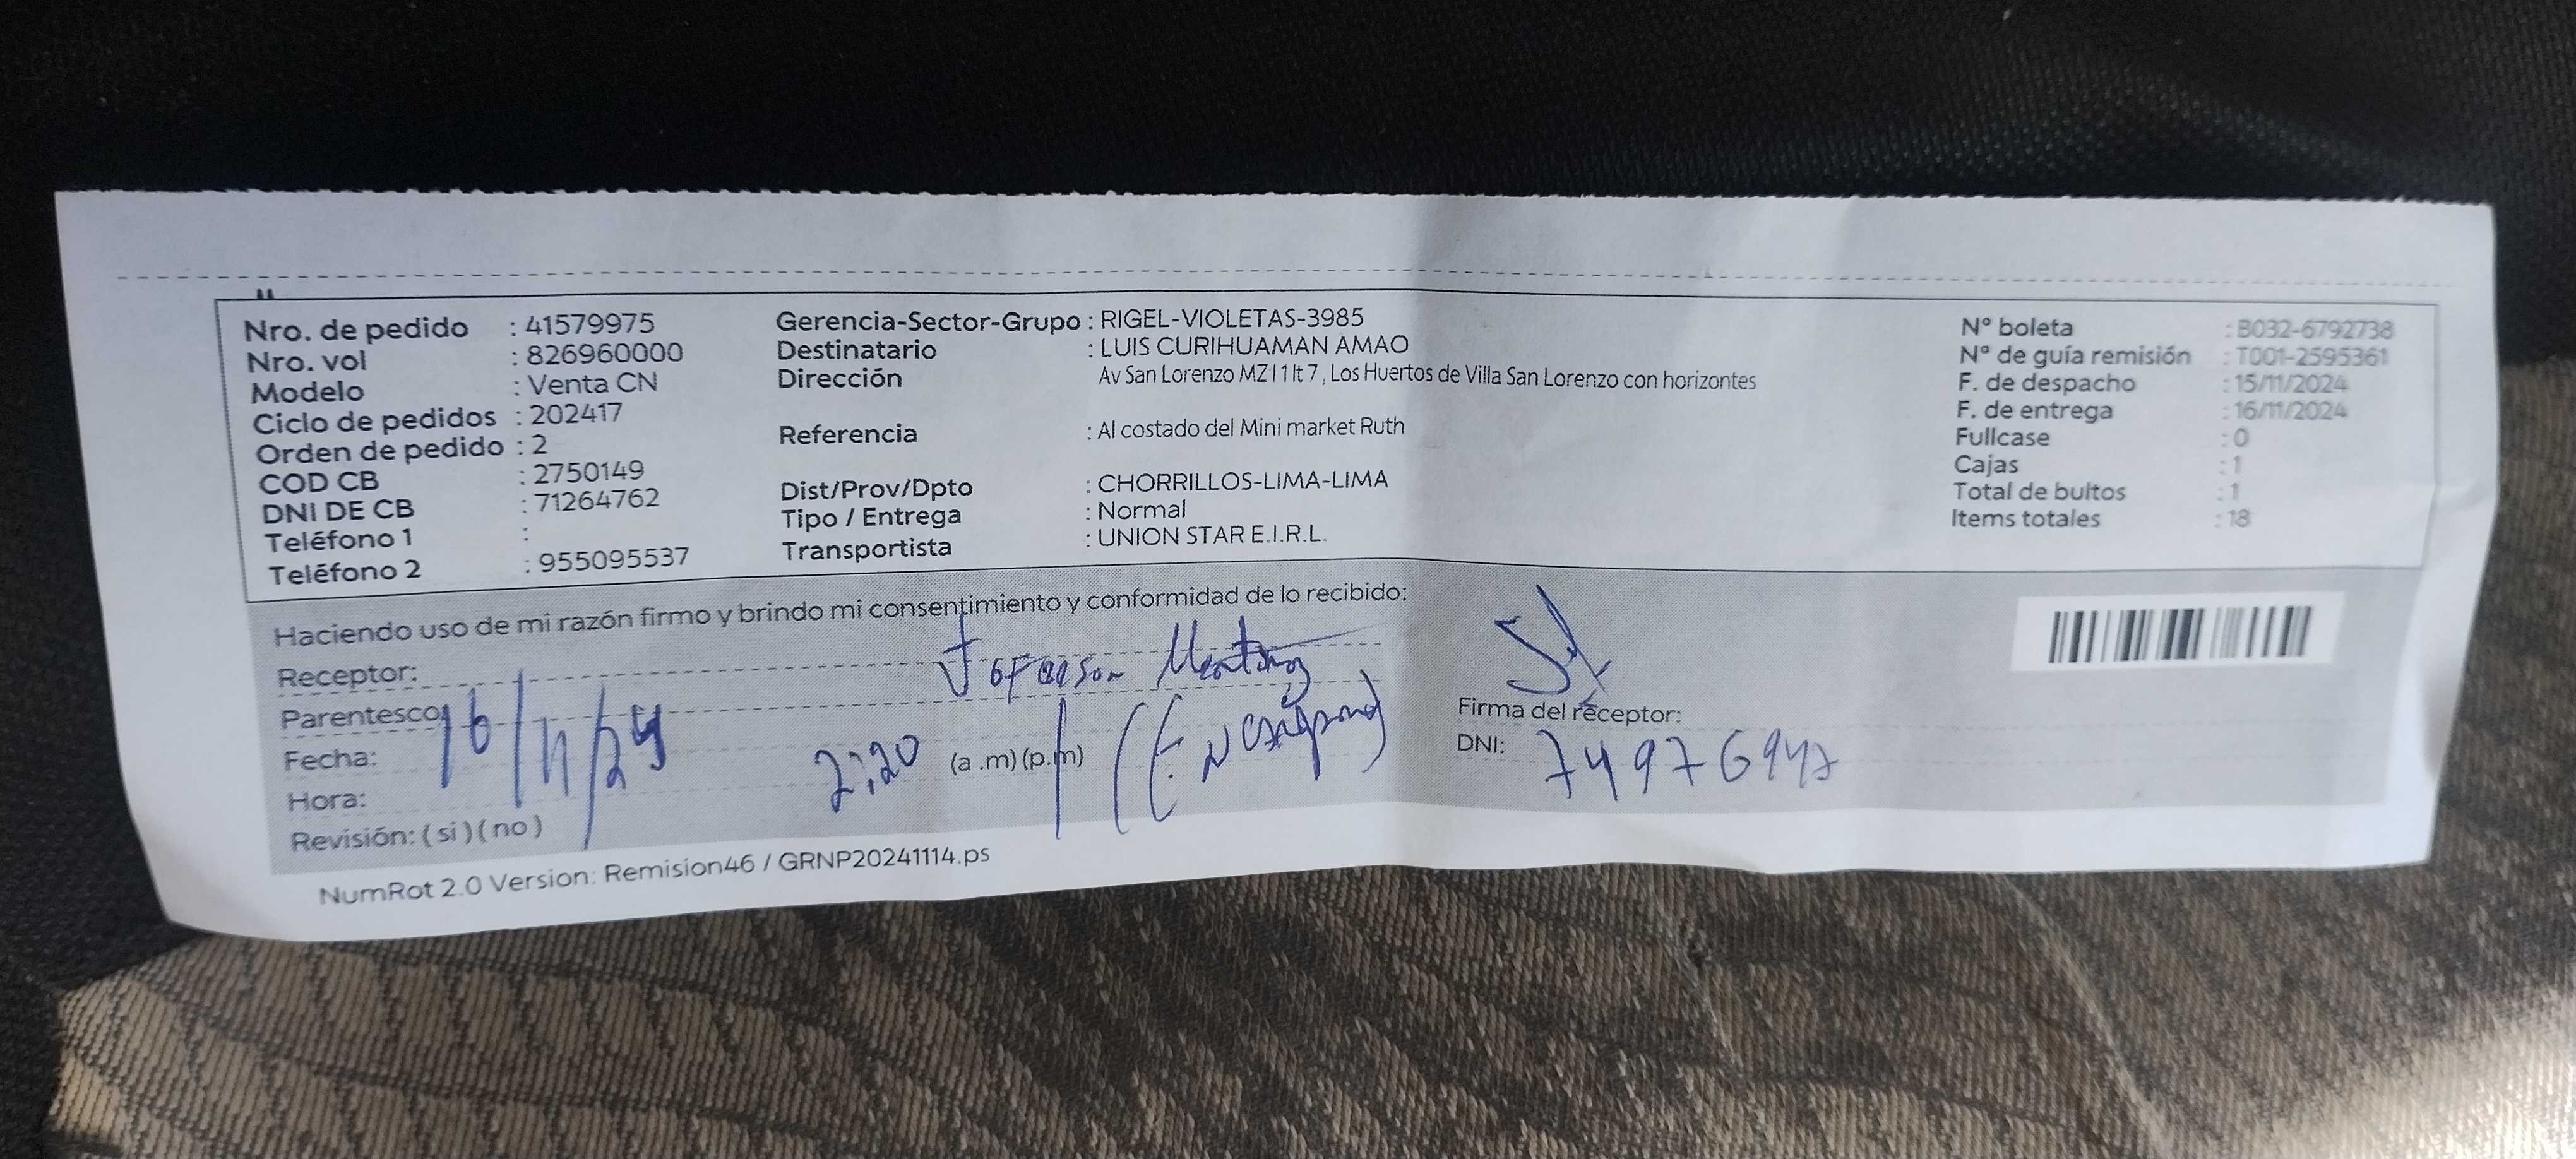 Nro. de pedido : 41579975
Nro. vol : 826960000
Modelo : Venta CN
Ciclo de pedidos : 202417
Orden de pedido : 2
COD CB : 2750149
DNI DE CB : 71264762
Teléfono 1 :
Teléfono 2 : 955095537
Gerencia-Sector-Grupo : RIGEL-VIOLETAS-3985
Destinatario : LUIS CURIHUAMAN AMAO
Dirección Av San Lorenzo MZ I 1 lt 7 , Los Huertos de Villa San Lorenzo con horizontes
Referencia : Al costado del Mini market Ruth
Dist/Prov/Dpto : CHORRILLOS-LIMA-LIMA
Tipo / Entrega : Normal
Transportista : UNION STAR E.I.R.L.
Nº boleta : B032-6792738
Nª de guía remisión : T001-2595361
F. de despacho : 15/11/2024
F. de entrega : 16/11/2024
Fullcase : 0
Cajas : 1
Total de bultos : 1
Items totales : 18
Haciendo uso de mi razón firmo y brindo mi consentimiento y conformidad de lo recibido:
Receptor:
Parentesco
Fecha: 16/11/24
Hora: 2:20 (a .m) (p.m)
Revisión: ( si ) ( no )
Firma del receptor:
DNI: 74976947
NumRot 2.0 Version: Remision46 / GRNP20241114.ps